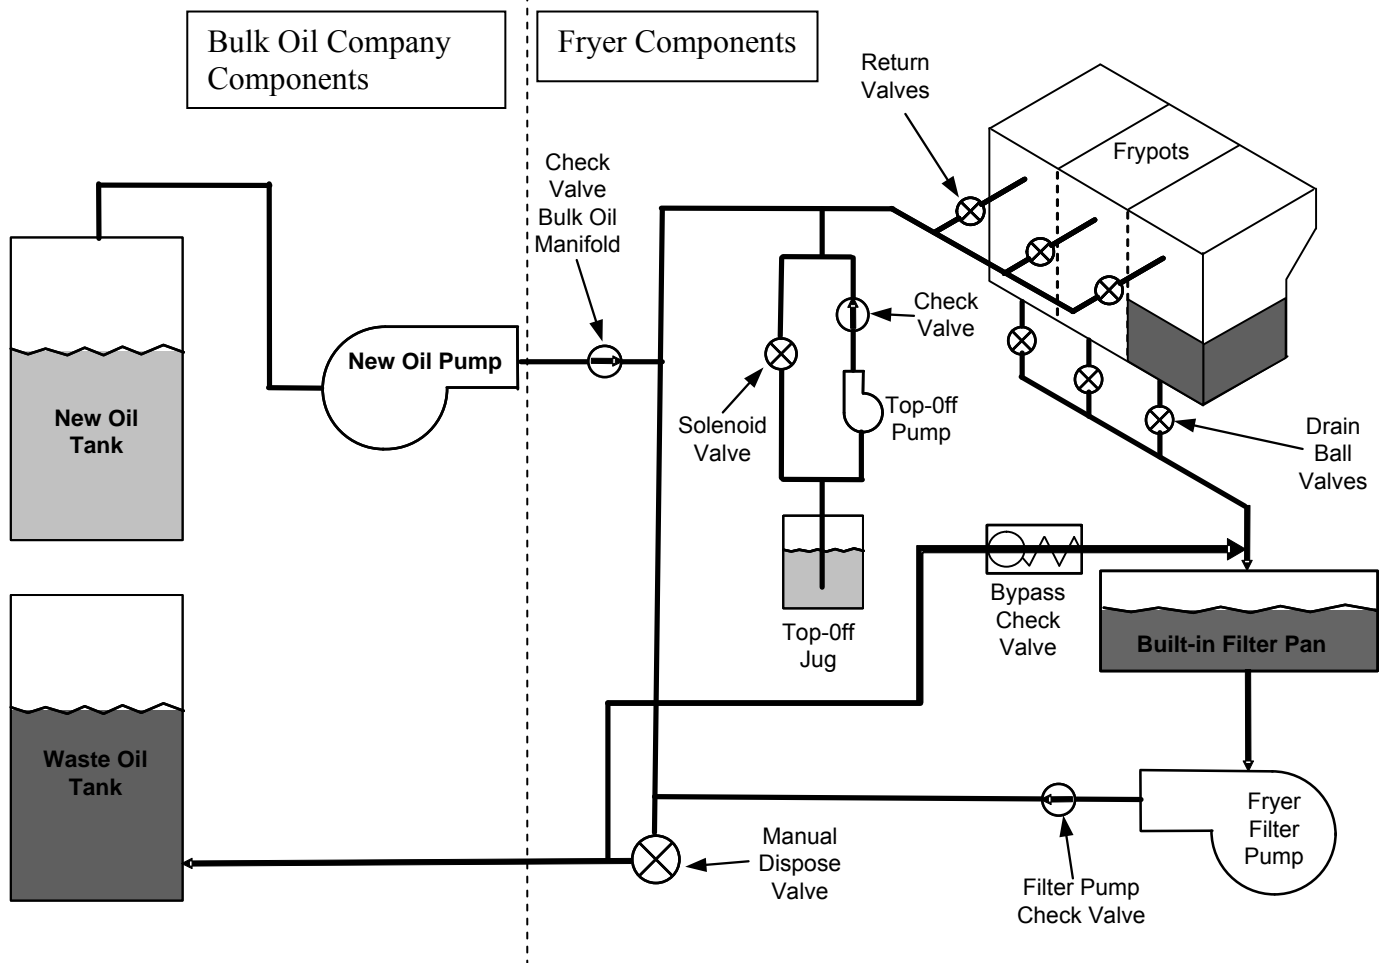 Bulk Oil Company
Components
Fryer Components
Return
Valves
Frypots
Check
Valve
Bulk Oil
Manifold
New Oil Pump
Check
Valve
New Oil
Tank
Solenoid
Valve
Top-0ff
Pump
Drain
Ball
Valves
Bypass
Check
Valve
Top-0ff
Jug
Built-in Filter Pan
Waste Oil
Tank
Manual
Dispose
Valve
Fryer
Filter
Pump
Filter Pump
Check Valve